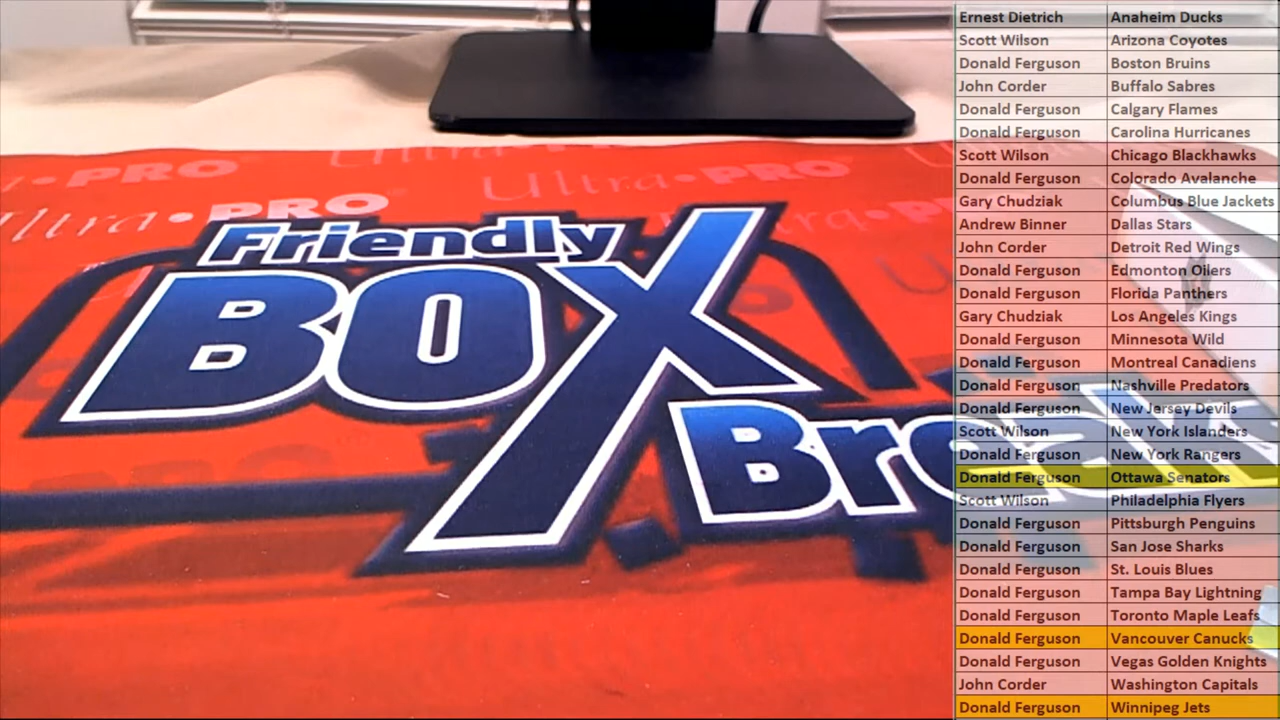 Ultra • PRO
Ultra • PRO
Ultra • PRO
Friendly
BOX
Bre
Ernest Dietrich Anaheim Ducks
Scott Wilson Arizona Coyotes
Donald Ferguson Boston Bruins
John Corder Buffalo Sabres
Donald Ferguson Calgary Flames
Donald Ferguson Carolina Hurricanes
Scott Wilson Chicago Blackhawks
Donald Ferguson Colorado Avalanche
Gary Chudziak Columbus Blue Jackets
Andrew Binner Dallas Stars
John Corder Detroit Red Wings
Donald Ferguson Edmonton Oilers
Donald Ferguson Florida Panthers
Gary Chudziak Los Angeles Kings
Donald Ferguson Minnesota Wild
Donald Ferguson Montreal Canadiens
Donald Ferguson Nashville Predators
Donald Ferguson New Jersey Devils
Scott Wilson New York Islanders
Donald Ferguson New York Rangers
Donald Ferguson Ottawa Senators
Scott Wilson Philadelphia Flyers
Donald Ferguson Pittsburgh Penguins
Donald Ferguson San Jose Sharks
Donald Ferguson St. Louis Blues
Donald Ferguson Tampa Bay Lightning
Donald Ferguson Toronto Maple Leafs
Donald Ferguson Vancouver Canucks
Donald Ferguson Vegas Golden Knights
John Corder Washington Capitals
Donald Ferguson Winnipeg Jets